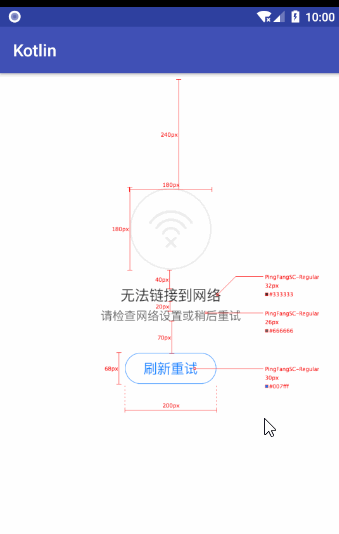 10:00
Kotlin
240px
180px
180px
40px
PingFangSC-Regular
32px
#333333
无法链接到网络
20px
请检查网络设置或稍后重试
PingFangSC-Regular
26px
#666666
70px
68px
刷新重试
PingFangSC-Regular
30px
#007fff
200px